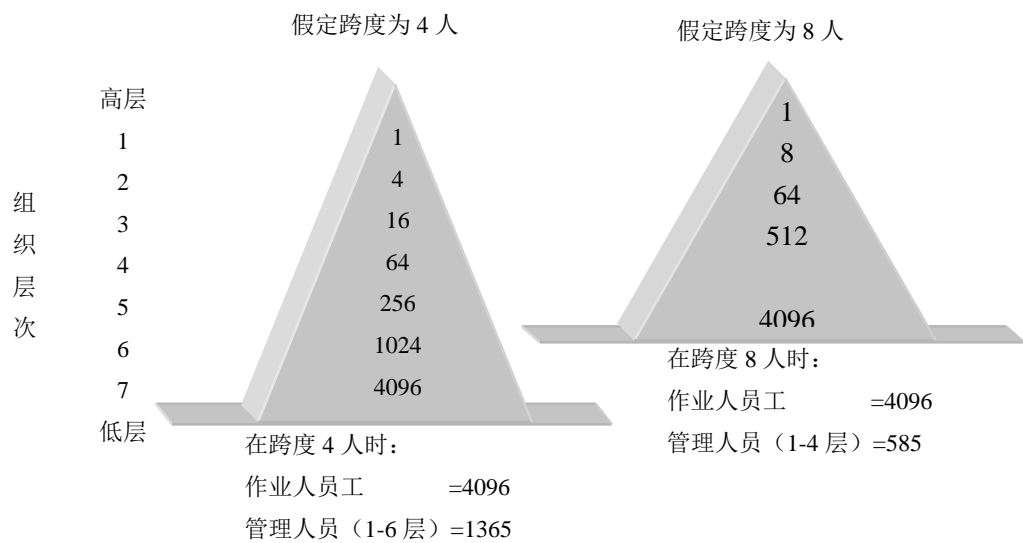 假定跨度为 4 人
假定跨度为 8 人
组
织
层
次
高层
1
2
3
4
5
6
7
低层
1
4
16
64
256
1024
4096
在跨度 4 人时：
作业人员工 =4096
管理人员（1-6 层）=1365
1
8
64
512
4096
在跨度 8 人时：
作业人员工 =4096
管理人员（1-4 层）=585